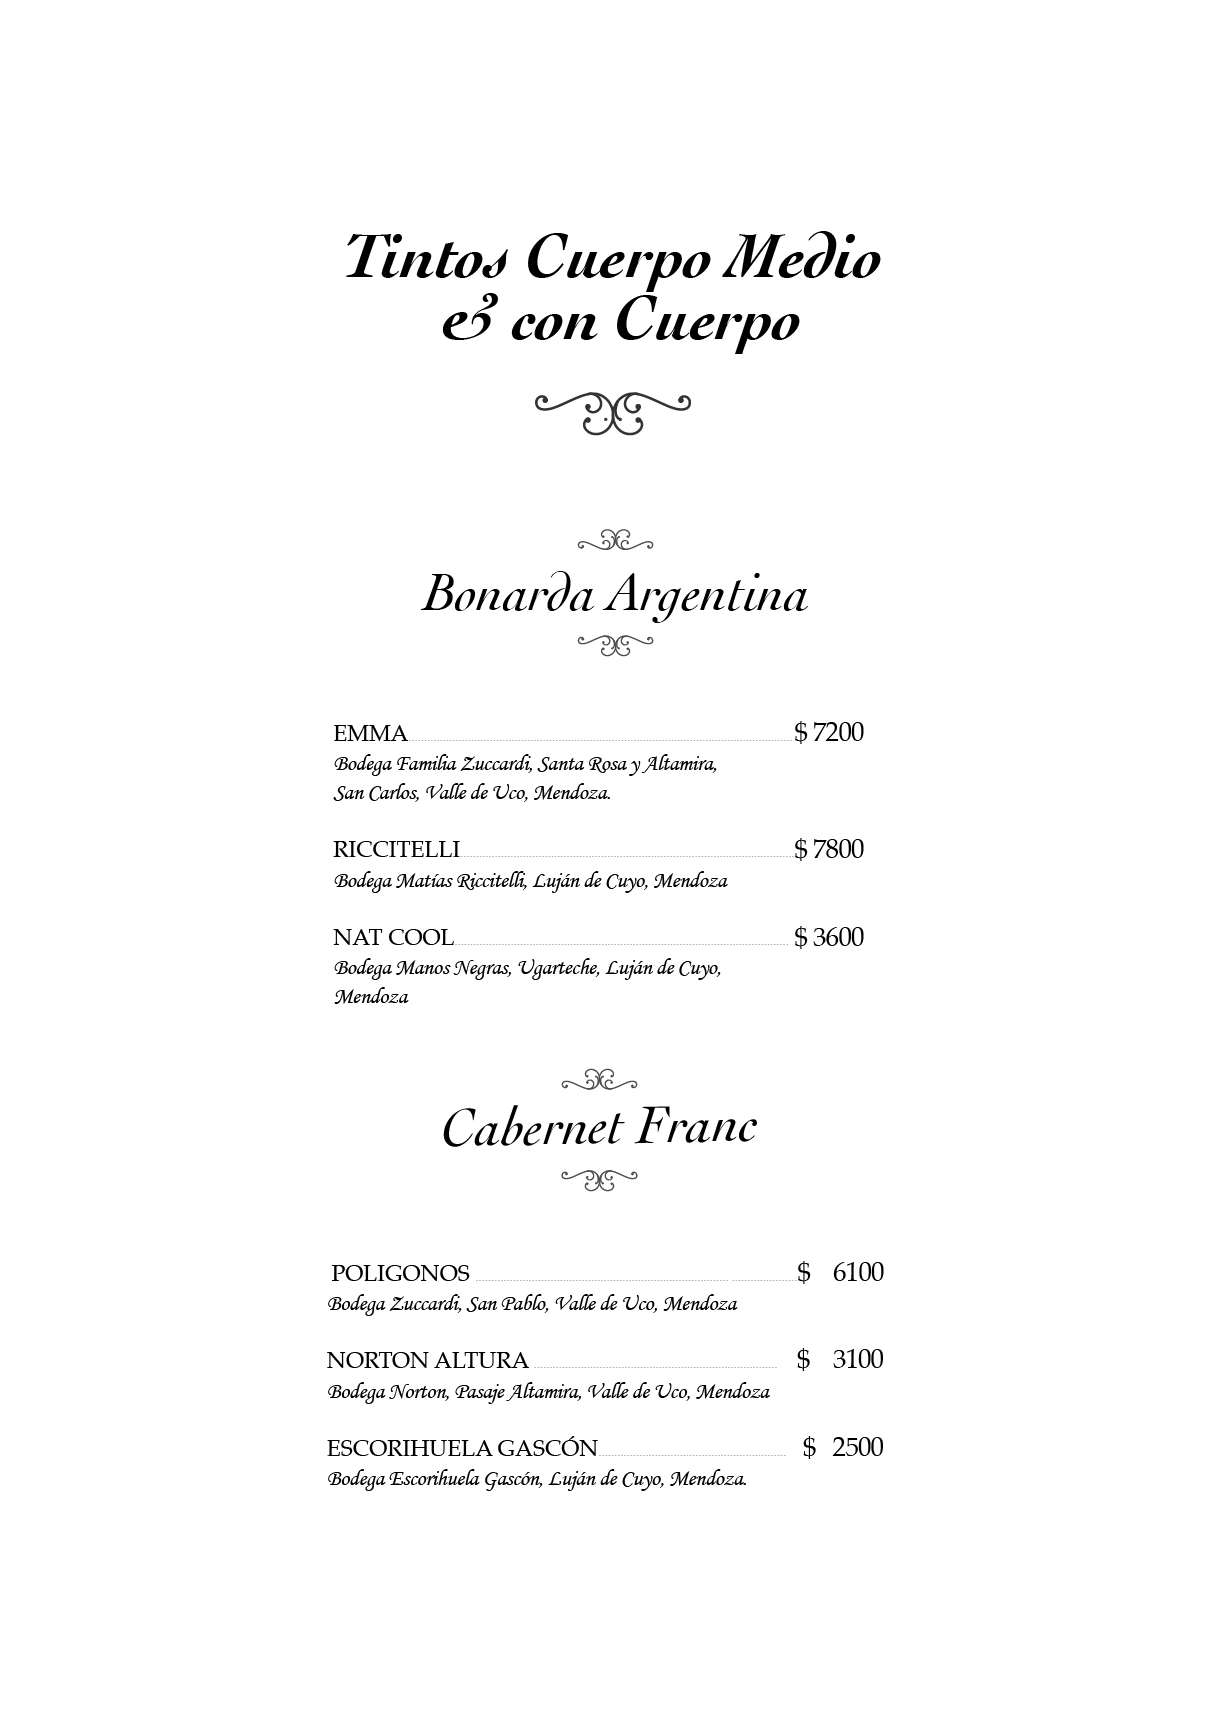 Tintos Cuerpo Medio
& con Cuerpo
Bonarda Argentina
EMMA $ 7200
Bodega Familia Zuccardi, Santa Rosa y Altamira,
San Carlos, Valle de Uco, Mendoza.
RICCITELLI $ 7800
Bodega Matías Riccitelli, Luján de Cuyo, Mendoza
NAT COOL $ 3600
Bodega Manos Negras, Ugarteche, Luján de Cuyo,
Mendoza
Cabernet Franc
POLIGONOS $ 6100
Bodega Zuccardi, San Pablo, Valle de Uco, Mendoza
NORTON ALTURA $ 3100
Bodega Norton, Pasaje Altamira, Valle de Uco, Mendoza
ESCORIHUELA GASCÓN $ 2500
Bodega Escorihuela Gascón, Luján de Cuyo, Mendoza.